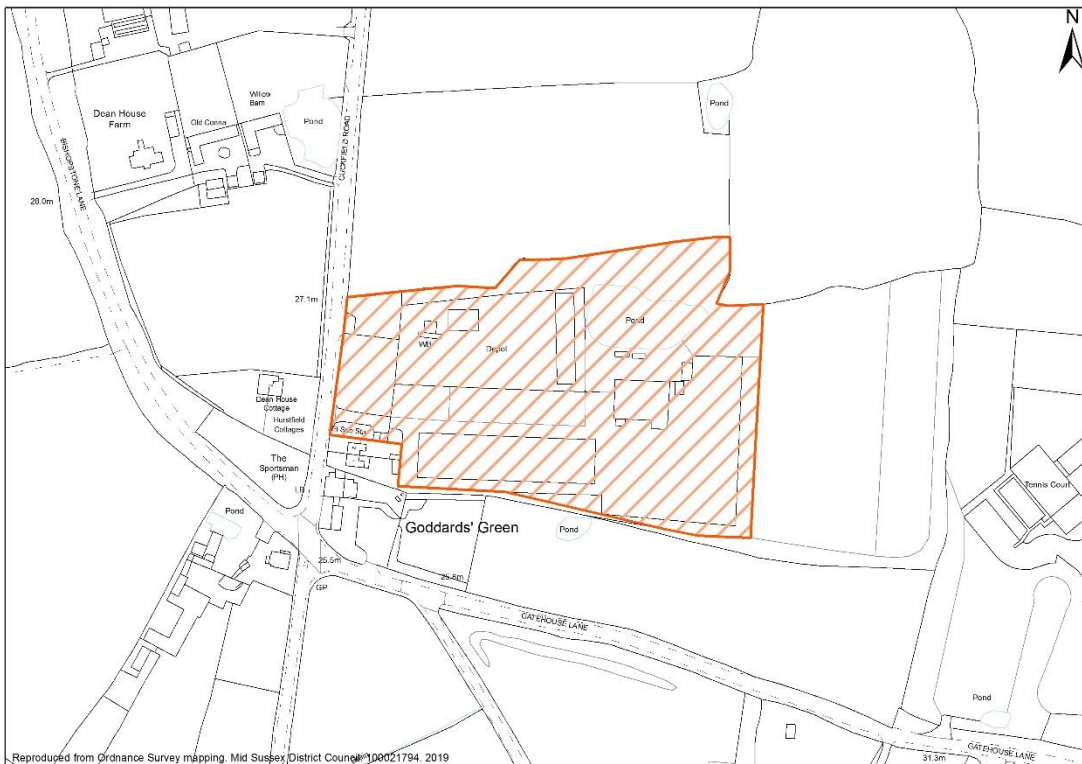 N
Pond
Willow
Barn
Dean House
Farm
Old Conna
Pond
CUCKFIELD ROAD
BISHOPSTONE LANE
28.0m
27.1m
Pond
WB
Depot
Dean House
Cottage
Hurstfield
Cottages
El Sub Sta
The
Sportsman
(PH)
LB
Tennis Court
Pond
Goddards' Green
Pond
25.5m
25.8m
GP
GATEHOUSE LANE
Pond
GATEHOUSE LANE
31.3m
Reproduced from Ordnance Survey mapping. Mid Sussex District Council 100021794. 2019